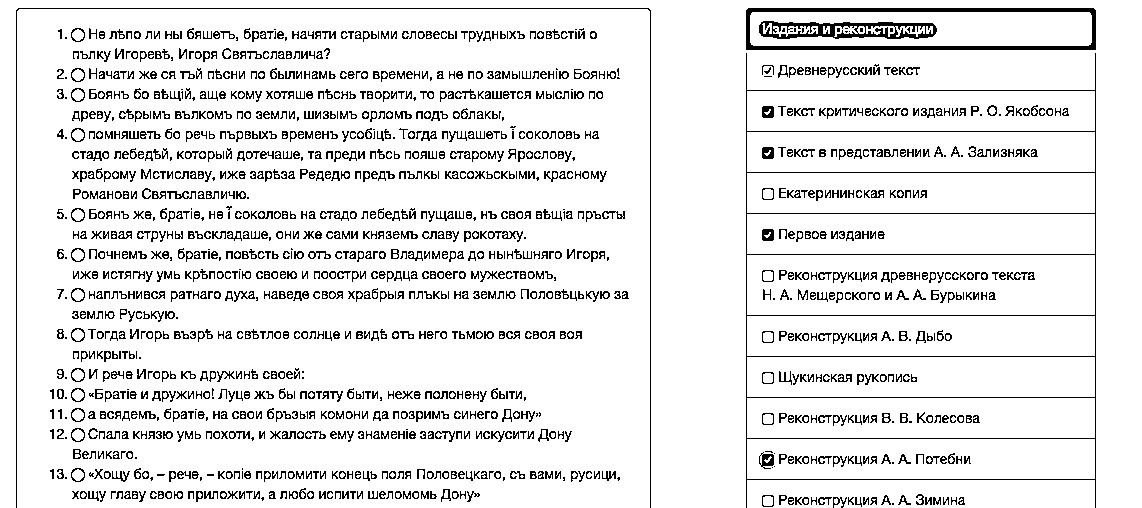 1. Не лѣпо ли ны бяшетъ, братіе, начяти старыми словесы трудныхъ повѣстій о
пълку Игоревѣ, Игоря Святъславлича?
2. Начати же ся тъй пѣсни по былинамь сего времени, а не по замышленію Бояню!
3. Боянъ бо вѣщій, аще кому хотяше пѣснь творити, то растѣкашется мыслію по
древу, сѣрымъ вълкомъ по земли, шизымъ орломъ подъ облакы,
4. помняшеть бо речь първыхъ временъ усобіцѣ. Тогда пущашеть ї соколовь на
стадо лебедѣй, который дотечаше, та преди пѣсь пояше старому Ярослову,
храброму Мстиславу, иже зарѣза Редедю предъ пълкы касожьскыми, красному
Романови Святъславличю.
5. Боянъ же, братіе, не ї соколовь на стадо лебедѣй пущаше, нъ своя вѣщіа пръсты
на живая струны въскладаше, они же сами княземъ славу рокотаху.
6. Почнемъ же, братіе, повѣсть сію отъ стараго Владимера до нынѣшняго Игоря,
иже истягну умь крѣпостію своею и поостри сердца своего мужествомъ,
7. наплънився ратнаго духа, наведе своя храбрыя плъкы на землю Половѣцькую за
землю Руськую.
8. Тогда Игорь възрѣ на свѣтлое солнце и видѣ отъ него тьмою вся своя воя
прикрыты.
9. И рече Игорь къ дружинѣ своей:
10. «Братіе и дружино! Луце жъ бы потяту быти, неже полонену быти,
11. а всядемъ, братіе, на свои бръзыя комони да позримъ синего Дону»
12. Спала князю умь похоти, и жалость ему знаменіе заступи искусити Дону
Великаго.
13. «Хощу бо, – рече, – копіе приломити конець поля Половецкаго, съ вами, русици,
хощу главу свою приложити, а любо испити шеломомь Дону»
Издания и реконструкции
Древнерусский текст
Текст критического издания Р. О. Якобсона
Текст в представлении А. А. Зализняка
Екатерининская копия
Первое издание
Реконструкция древнерусского текста
Н. А. Мещерского и А. А. Бурыкина
Реконструкция А. В. Дыбо
Щукинская рукопись
Реконструкция В. В. Колесова
Реконструкция А. А. Потебни
Реконструкция А. А. Зимина